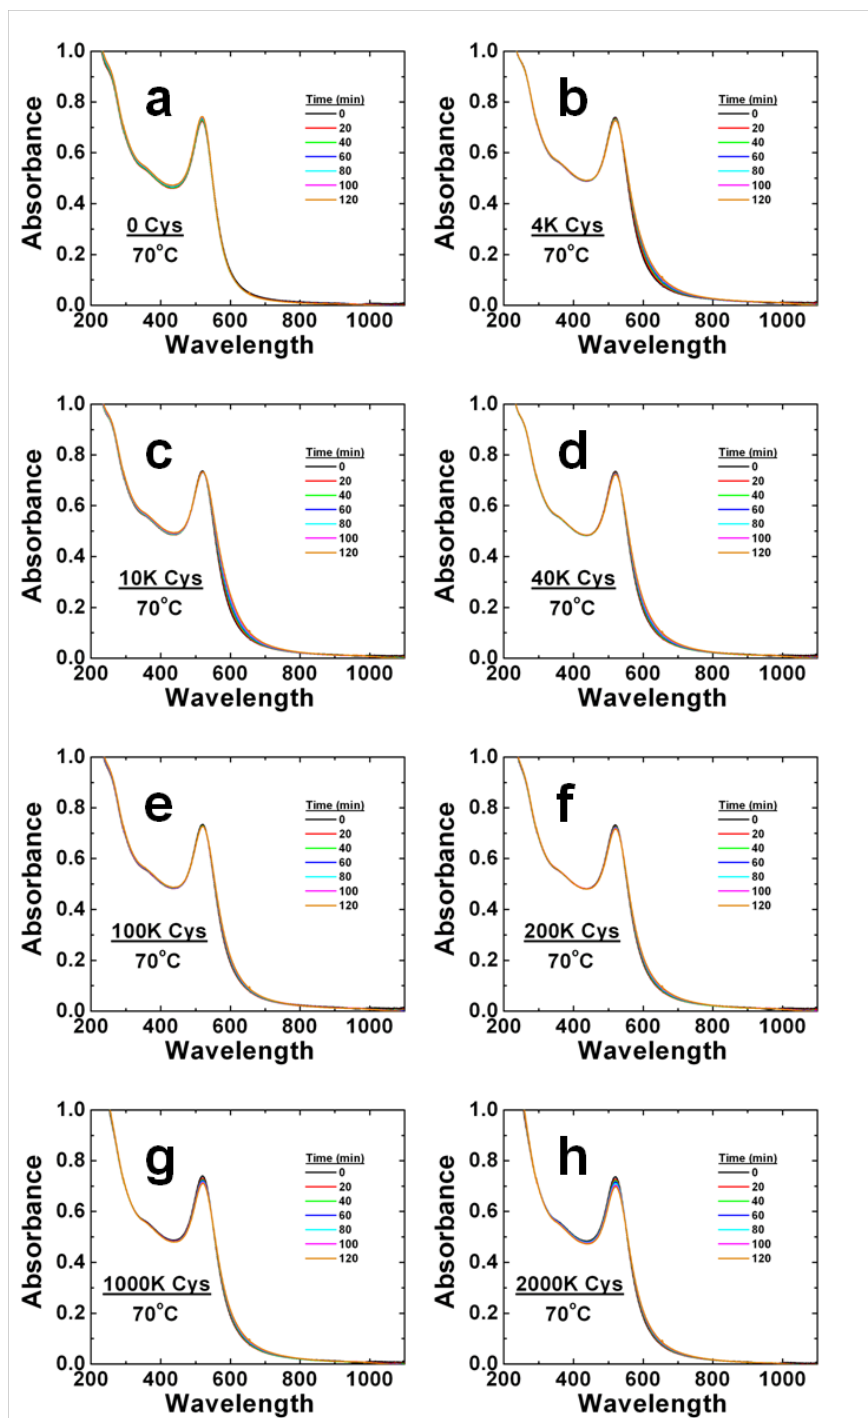 a
Absorbance
1.0
0.8
0.6
0.4
0.2
0.0
Time (min)
0
20
40
60
80
100
120
0 Cys
70°C
200 400 600 800 1000
Wavelength
b
Absorbance
1.0
0.8
0.6
0.4
0.2
0.0
Time (min)
0
20
40
60
80
100
120
4K Cys
70°C
200 400 600 800 1000
Wavelength
c
Absorbance
1.0
0.8
0.6
0.4
0.2
0.0
Time (min)
0
20
40
60
80
100
120
10K Cys
70°C
200 400 600 800 1000
Wavelength
d
Absorbance
1.0
0.8
0.6
0.4
0.2
0.0
Time (min)
0
20
40
60
80
100
120
40K Cys
70°C
200 400 600 800 1000
Wavelength
e
Absorbance
1.0
0.8
0.6
0.4
0.2
0.0
Time (min)
0
20
40
60
80
100
120
100K Cys
70°C
200 400 600 800 1000
Wavelength
f
Absorbance
1.0
0.8
0.6
0.4
0.2
0.0
Time (min)
0
20
40
60
80
100
120
200K Cys
70°C
200 400 600 800 1000
Wavelength
g
Absorbance
1.0
0.8
0.6
0.4
0.2
0.0
Time (min)
0
20
40
60
80
100
120
1000K Cys
70°C
200 400 600 800 1000
Wavelength
h
Absorbance
1.0
0.8
0.6
0.4
0.2
0.0
Time (min)
0
20
40
60
80
100
120
2000K Cys
70°C
200 400 600 800 1000
Wavelength